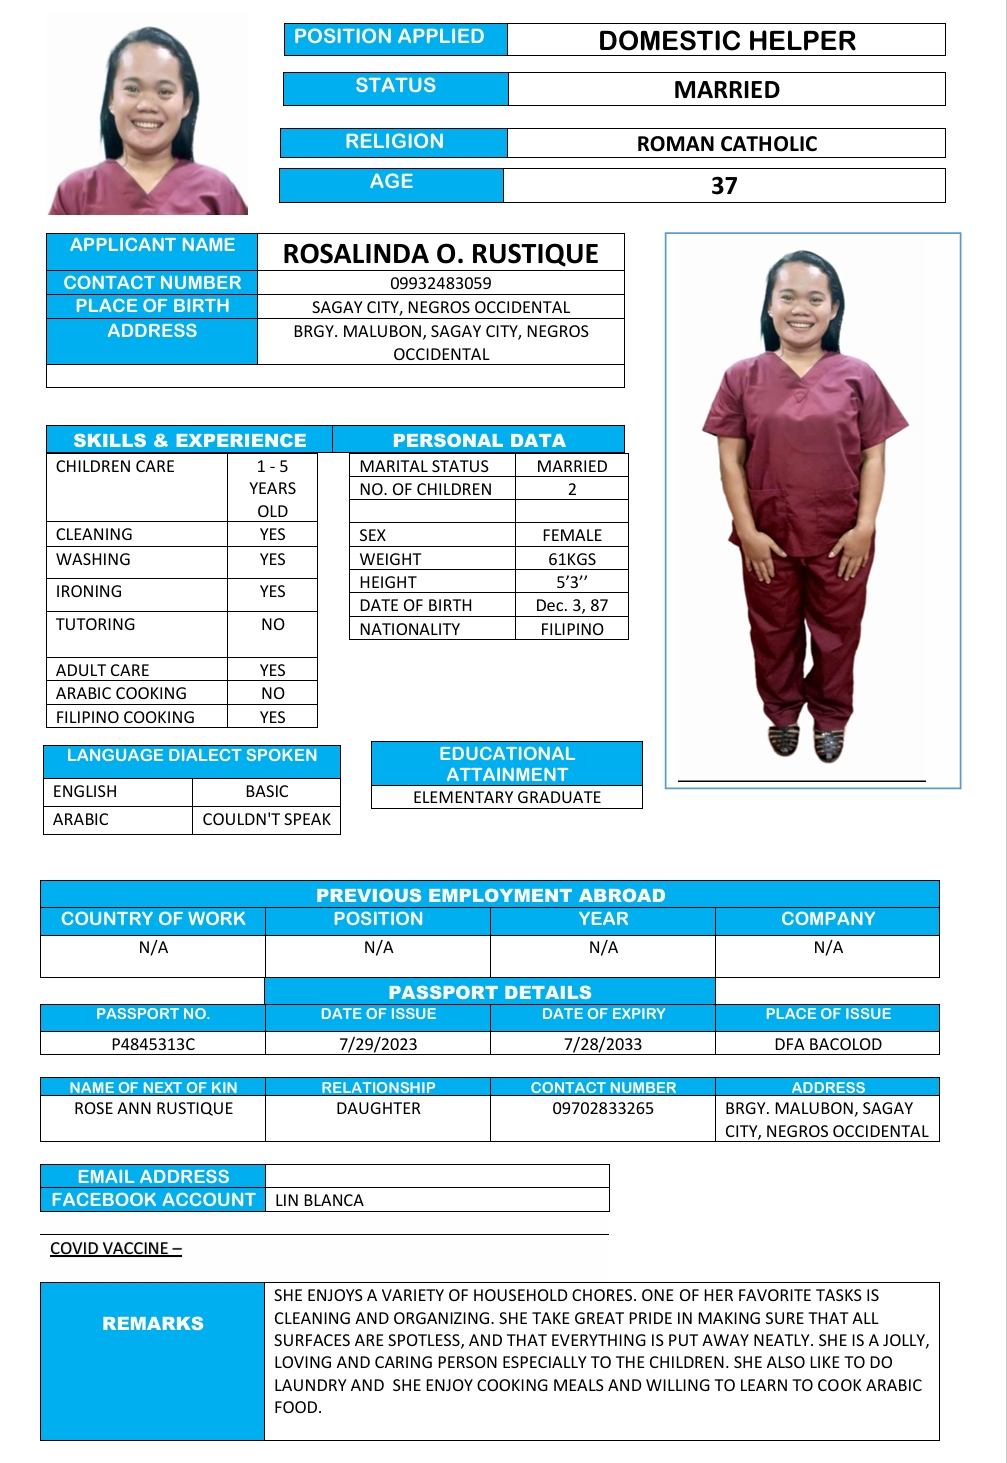 POSITION APPLIED DOMESTIC HELPER
STATUS MARRIED
RELIGION ROMAN CATHOLIC
AGE 37
APPLICANT NAME ROSALINDA O. RUSTIQUE
CONTACT NUMBER 09932483059
PLACE OF BIRTH SAGAY CITY, NEGROS OCCIDENTAL
ADDRESS BRGY. MALUBON, SAGAY CITY, NEGROS
OCCIDENTAL
SKILLS & EXPERIENCE
CHILDREN CARE 1 - 5
YEARS
OLD
CLEANING YES
WASHING YES
IRONING YES
TUTORING NO
ADULT CARE YES
ARABIC COOKING NO
FILIPINO COOKING YES
PERSONAL DATA
MARITAL STATUS MARRIED
NO. OF CHILDREN 2
SEX FEMALE
WEIGHT 61KGS
HEIGHT 5’3’’
DATE OF BIRTH Dec. 3, 87
NATIONALITY FILIPINO
LANGUAGE DIALECT SPOKEN
ENGLISH BASIC
ARABIC COULDN'T SPEAK
EDUCATIONAL
ATTAINMENT
ELEMENTARY GRADUATE
PREVIOUS EMPLOYMENT ABROAD
COUNTRY OF WORK POSITION YEAR COMPANY
N/A N/A N/A N/A
PASSPORT DETAILS
PASSPORT NO. DATE OF ISSUE DATE OF EXPIRY PLACE OF ISSUE
P4845313C 7/29/2023 7/28/2033 DFA BACOLOD
NAME OF NEXT OF KIN RELATIONSHIP CONTACT NUMBER ADDRESS
ROSE ANN RUSTIQUE DAUGHTER 09702833265 BRGY. MALUBON, SAGAY
CITY, NEGROS OCCIDENTAL
EMAIL ADDRESS
FACEBOOK ACCOUNT LIN BLANCA
COVID VACCINE –
REMARKS
SHE ENJOYS A VARIETY OF HOUSEHOLD CHORES. ONE OF HER FAVORITE TASKS IS
CLEANING AND ORGANIZING. SHE TAKE GREAT PRIDE IN MAKING SURE THAT ALL
SURFACES ARE SPOTLESS, AND THAT EVERYTHING IS PUT AWAY NEATLY. SHE IS A JOLLY,
LOVING AND CARING PERSON ESPECIALLY TO THE CHILDREN. SHE ALSO LIKE TO DO
LAUNDRY AND SHE ENJOY COOKING MEALS AND WILLING TO LEARN TO COOK ARABIC
FOOD.